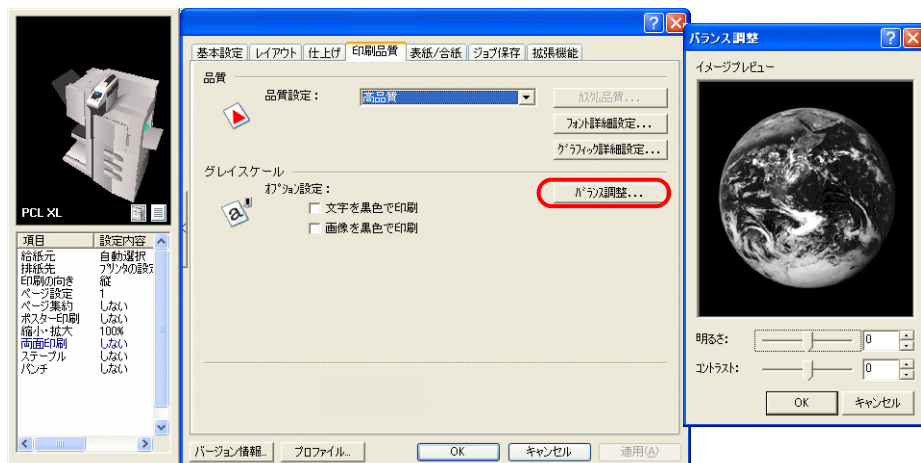 PCL XL
項目 設定内容
給紙元 自動選択
排紙先 プリンタの設定
印刷の向き 縦
ページ設定 1
ページ集約 しない
ポスター印刷 しない
縮小・拡大 100%
両面印刷 しない
ステープル しない
パンチ しない
基本設定 レイアウト 仕上げ 印刷品質 表紙/合紙 ジョブ保存 拡張機能
品質
品質設定： 高品質
カスタム品質...
フォント詳細設定...
グラフィック詳細設定...
グレイスケール
オプション設定：
バランス調整...
文字を黒色で印刷
画像を黒色で印刷
バージョン情報... プロファイル... OK キャンセル 適用(A)
バランス調整
イメージプレビュー
明るさ： 0
コントラスト： 0
OK キャンセル